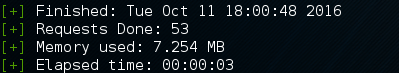 [+] Finished: Tue Oct 11 18:00:48 2016
[+] Requests Done: 53
[+] Memory used: 7.254 MB
[+] Elapsed time: 00:00:03